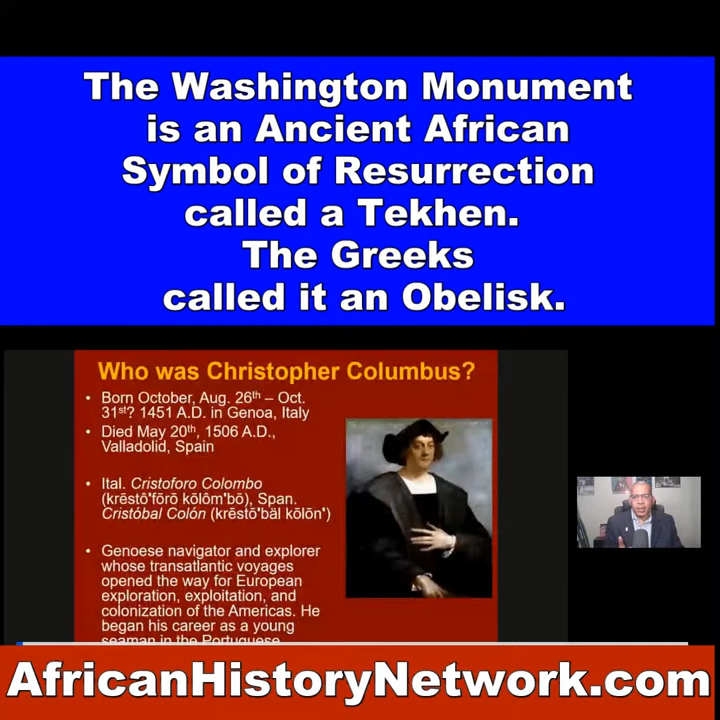 The Washington Monument
is an Ancient African
Symbol of Resurrection
called a Tekhen.
The Greeks
called it an Obelisk.
Who was Christopher Columbus?
• Born October, Aug. 26th – Oct.
31st? 1451 A.D. in Genoa, Italy
• Died May 20th, 1506 A.D.,
Valladolid, Spain
• Ital. Cristoforo Colombo
(krēstô'fōrō kōlôm'bō), Span.
Cristóbal Colón (krēstō'bäl kōlōn')
• Genoese navigator and explorer
whose transatlantic voyages
opened the way for European
exploration, exploitation, and
colonization of the Americas. He
began his career as a young
seaman in the Portuguese
AfricanHistoryNetwork.com